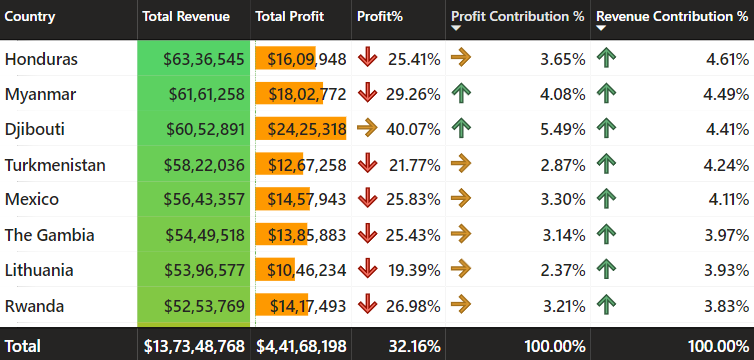 Country Total Revenue Total Profit Profit% Profit Contribution % Revenue Contribution %
Honduras $63,36,545 $16,09,948 25.41% 3.65% 4.61%
Myanmar $61,61,258 $18,02,772 29.26% 4.08% 4.49%
Djibouti $60,52,891 $24,25,318 40.07% 5.49% 4.41%
Turkmenistan $58,22,036 $12,67,258 21.77% 2.87% 4.24%
Mexico $56,43,357 $14,57,943 25.83% 3.30% 4.11%
The Gambia $54,49,518 $13,85,883 25.43% 3.14% 3.97%
Lithuania $53,96,577 $10,46,234 19.39% 2.37% 3.93%
Rwanda $52,53,769 $14,17,493 26.98% 3.21% 3.83%
Total $13,73,48,768 $4,41,68,198 32.16% 100.00% 100.00%